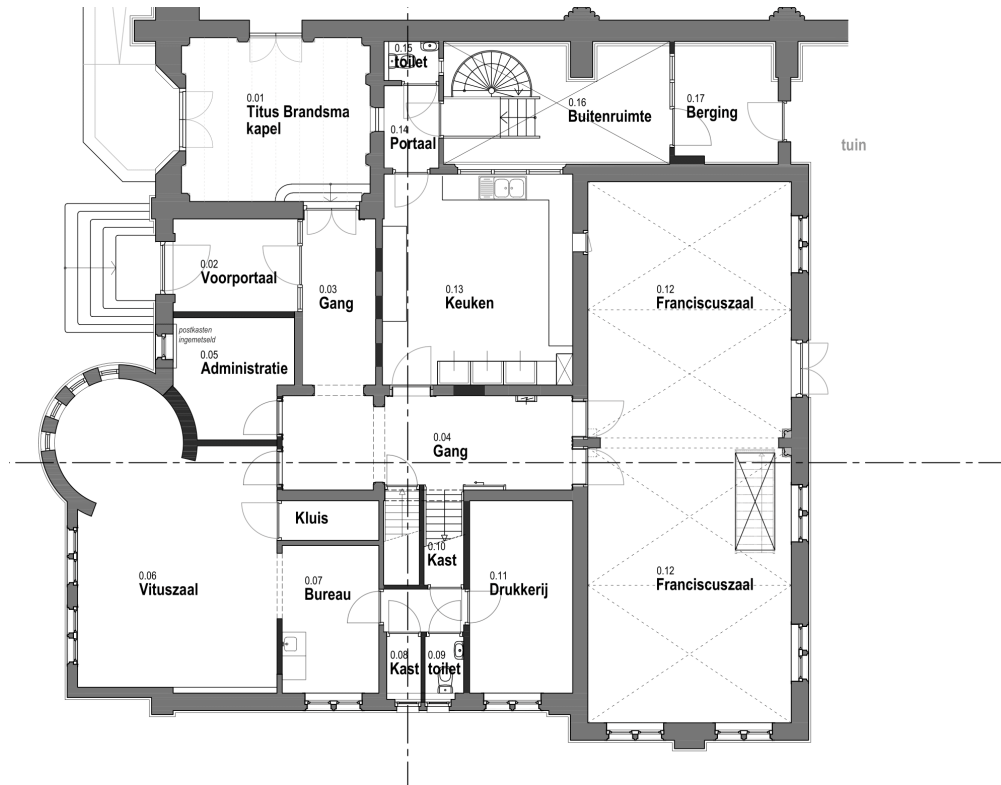 0.15
toilet
0.01
Titus Brandsma
kapel
0.16
Buitenruimte
0.17
Berging
0.14
Portaal
tuin
0.02
Voorportaal
0.03
Gang
0.13
Keuken
0.12
Franciscuszaal
postkasten
ingemetseld
0.05
Administratie
0.04
Gang
Kluis
0.10
Kast
0.06
Vituszaal
0.07
Bureau
0.11
Drukkerij
0.12
Franciscuszaal
0.08
Kast
0.09
toilet